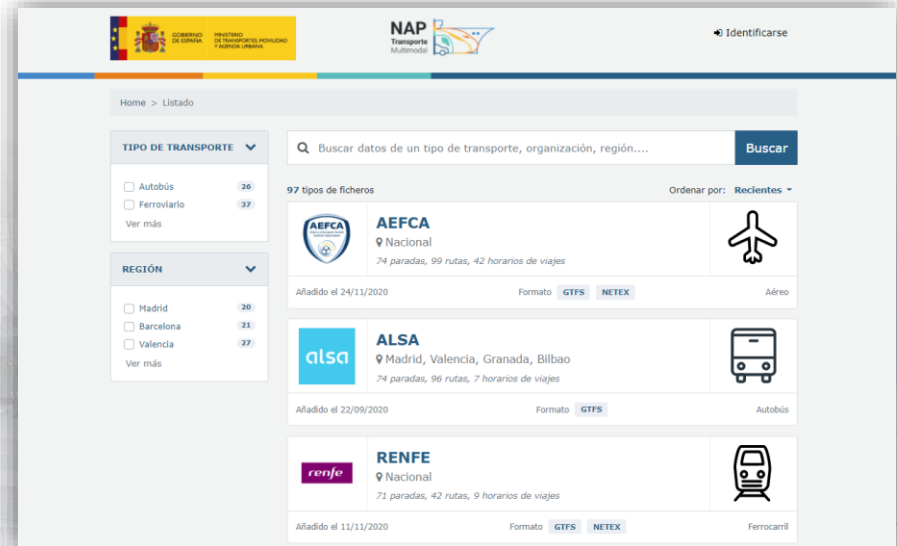 GOBIERNO
DE ESPAÑA
MINISTERIO
DE TRANSPORTES, MOVILIDAD
Y AGENDA URBANA
NAP
Transporte
Multimodal
Identificarse
Home > Listado
TIPO DE TRANSPORTE
Autobús 26
Ferroviario 37
Ver más
REGIÓN
Madrid 20
Barcelona 21
Valencia 27
Ver más
Buscar datos de un tipo de transporte, organización, región.... Buscar
97 tipos de ficheros Ordenar por: Recientes
AEFCA
AEFCA
Nacional
74 paradas, 99 rutas, 42 horarios de viajes
Añadido el 24/11/2020 Formato GTFS NETEX Aéreo
alsa
ALSA
Madrid, Valencia, Granada, Bilbao
74 paradas, 96 rutas, 7 horarios de viajes
Añadido el 22/09/2020 Formato GTFS Autobús
renfe
RENFE
Nacional
71 paradas, 42 rutas, 9 horarios de viajes
Añadido el 11/11/2020 Formato GTFS NETEX Ferrocarril